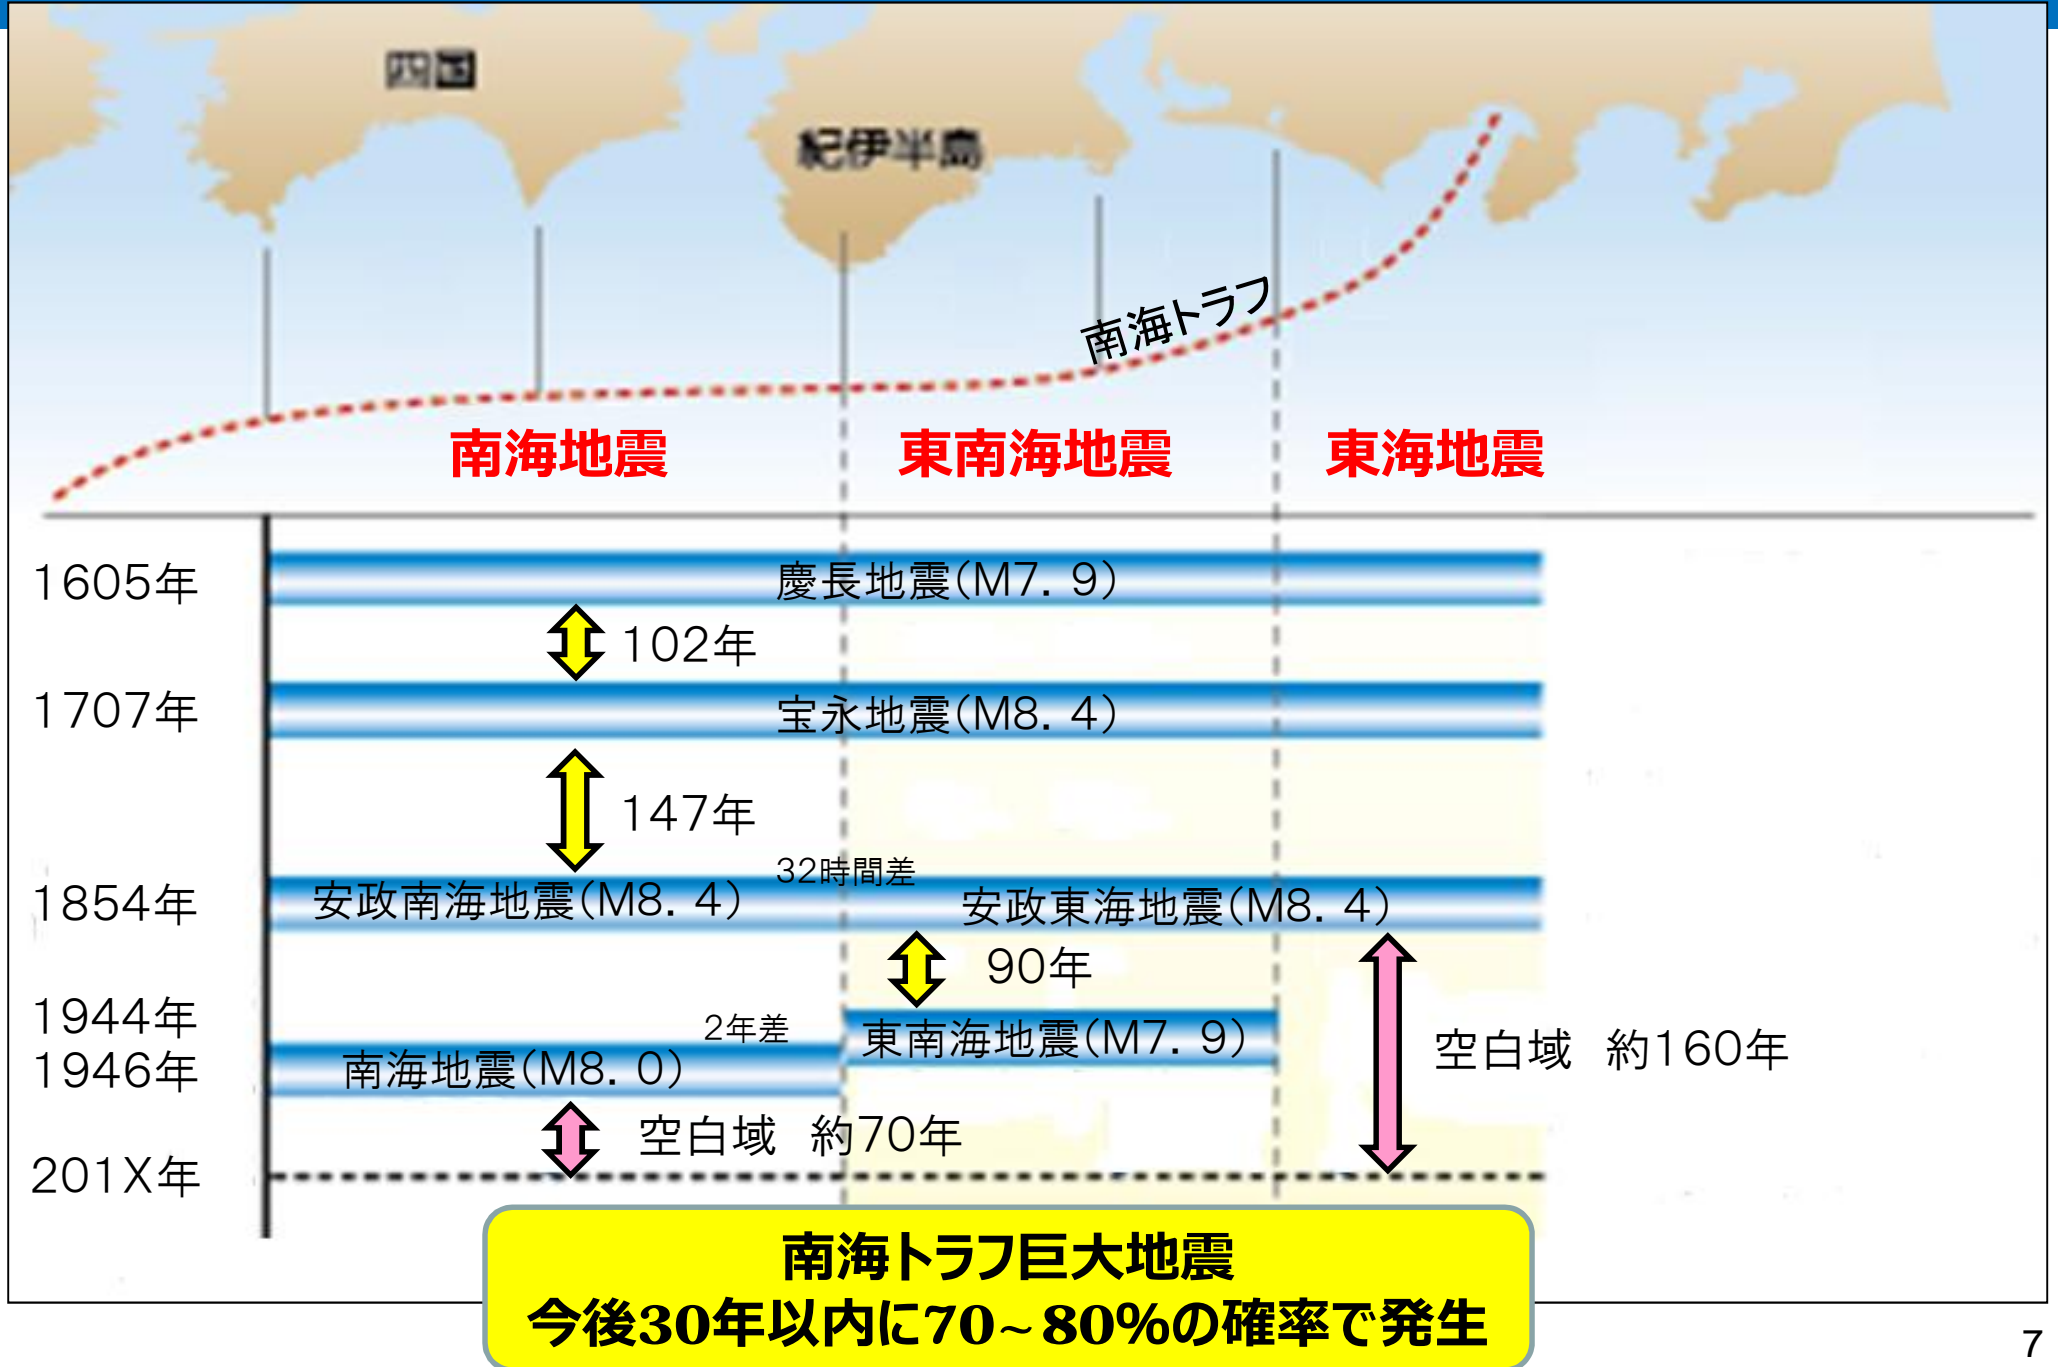 四国
紀伊半島
南海トラフ
南海地震
東南海地震
東海地震
1605年
慶長地震(M7. 9)
102年
1707年
宝永地震(M8. 4)
147年
32時間差
1854年
安政南海地震(M8. 4)
安政東海地震(M8. 4)
90年
1944年
2年差
東南海地震(M7. 9)
空白域 約160年
1946年
南海地震(M8. 0)
空白域 約70年
201X年
南海トラフ巨大地震
今後30年以内に70~80%の確率で発生
7